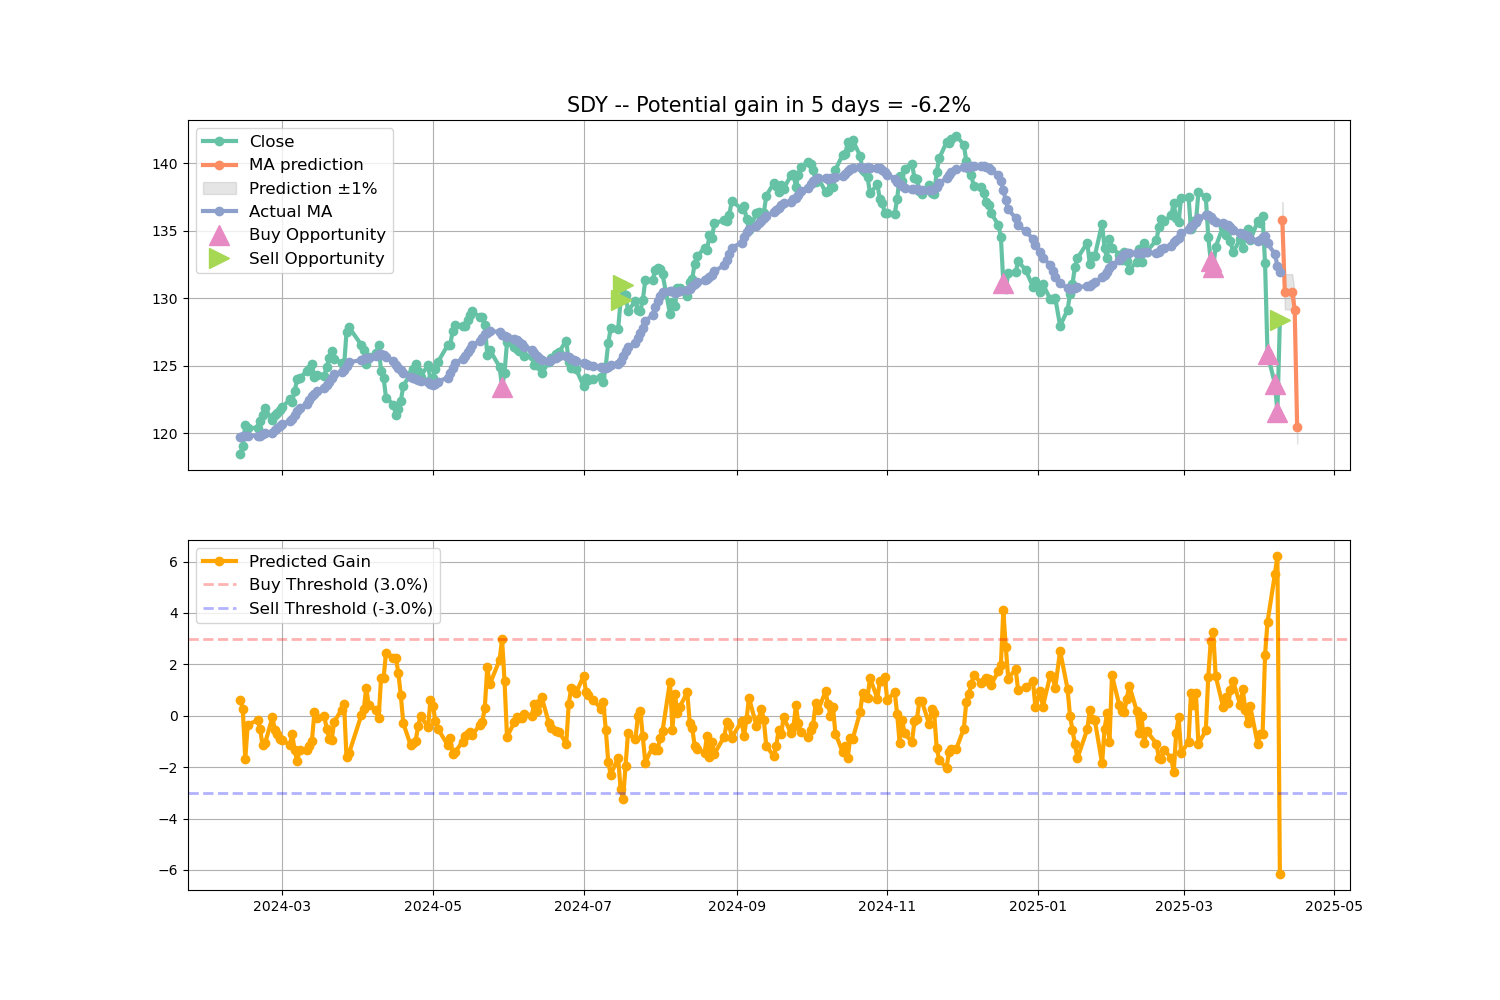 SDY -- Potential gain in 5 days = -6.2%
Close
MA prediction
Prediction ±1%
Actual MA
Buy Opportunity
Sell Opportunity
140
135
130
125
120
Predicted Gain
Buy Threshold (3.0%)
Sell Threshold (-3.0%)
6
4
2
0
−2
−4
−6
2024-03 2024-05 2024-07 2024-09 2024-11 2025-01 2025-03 2025-05